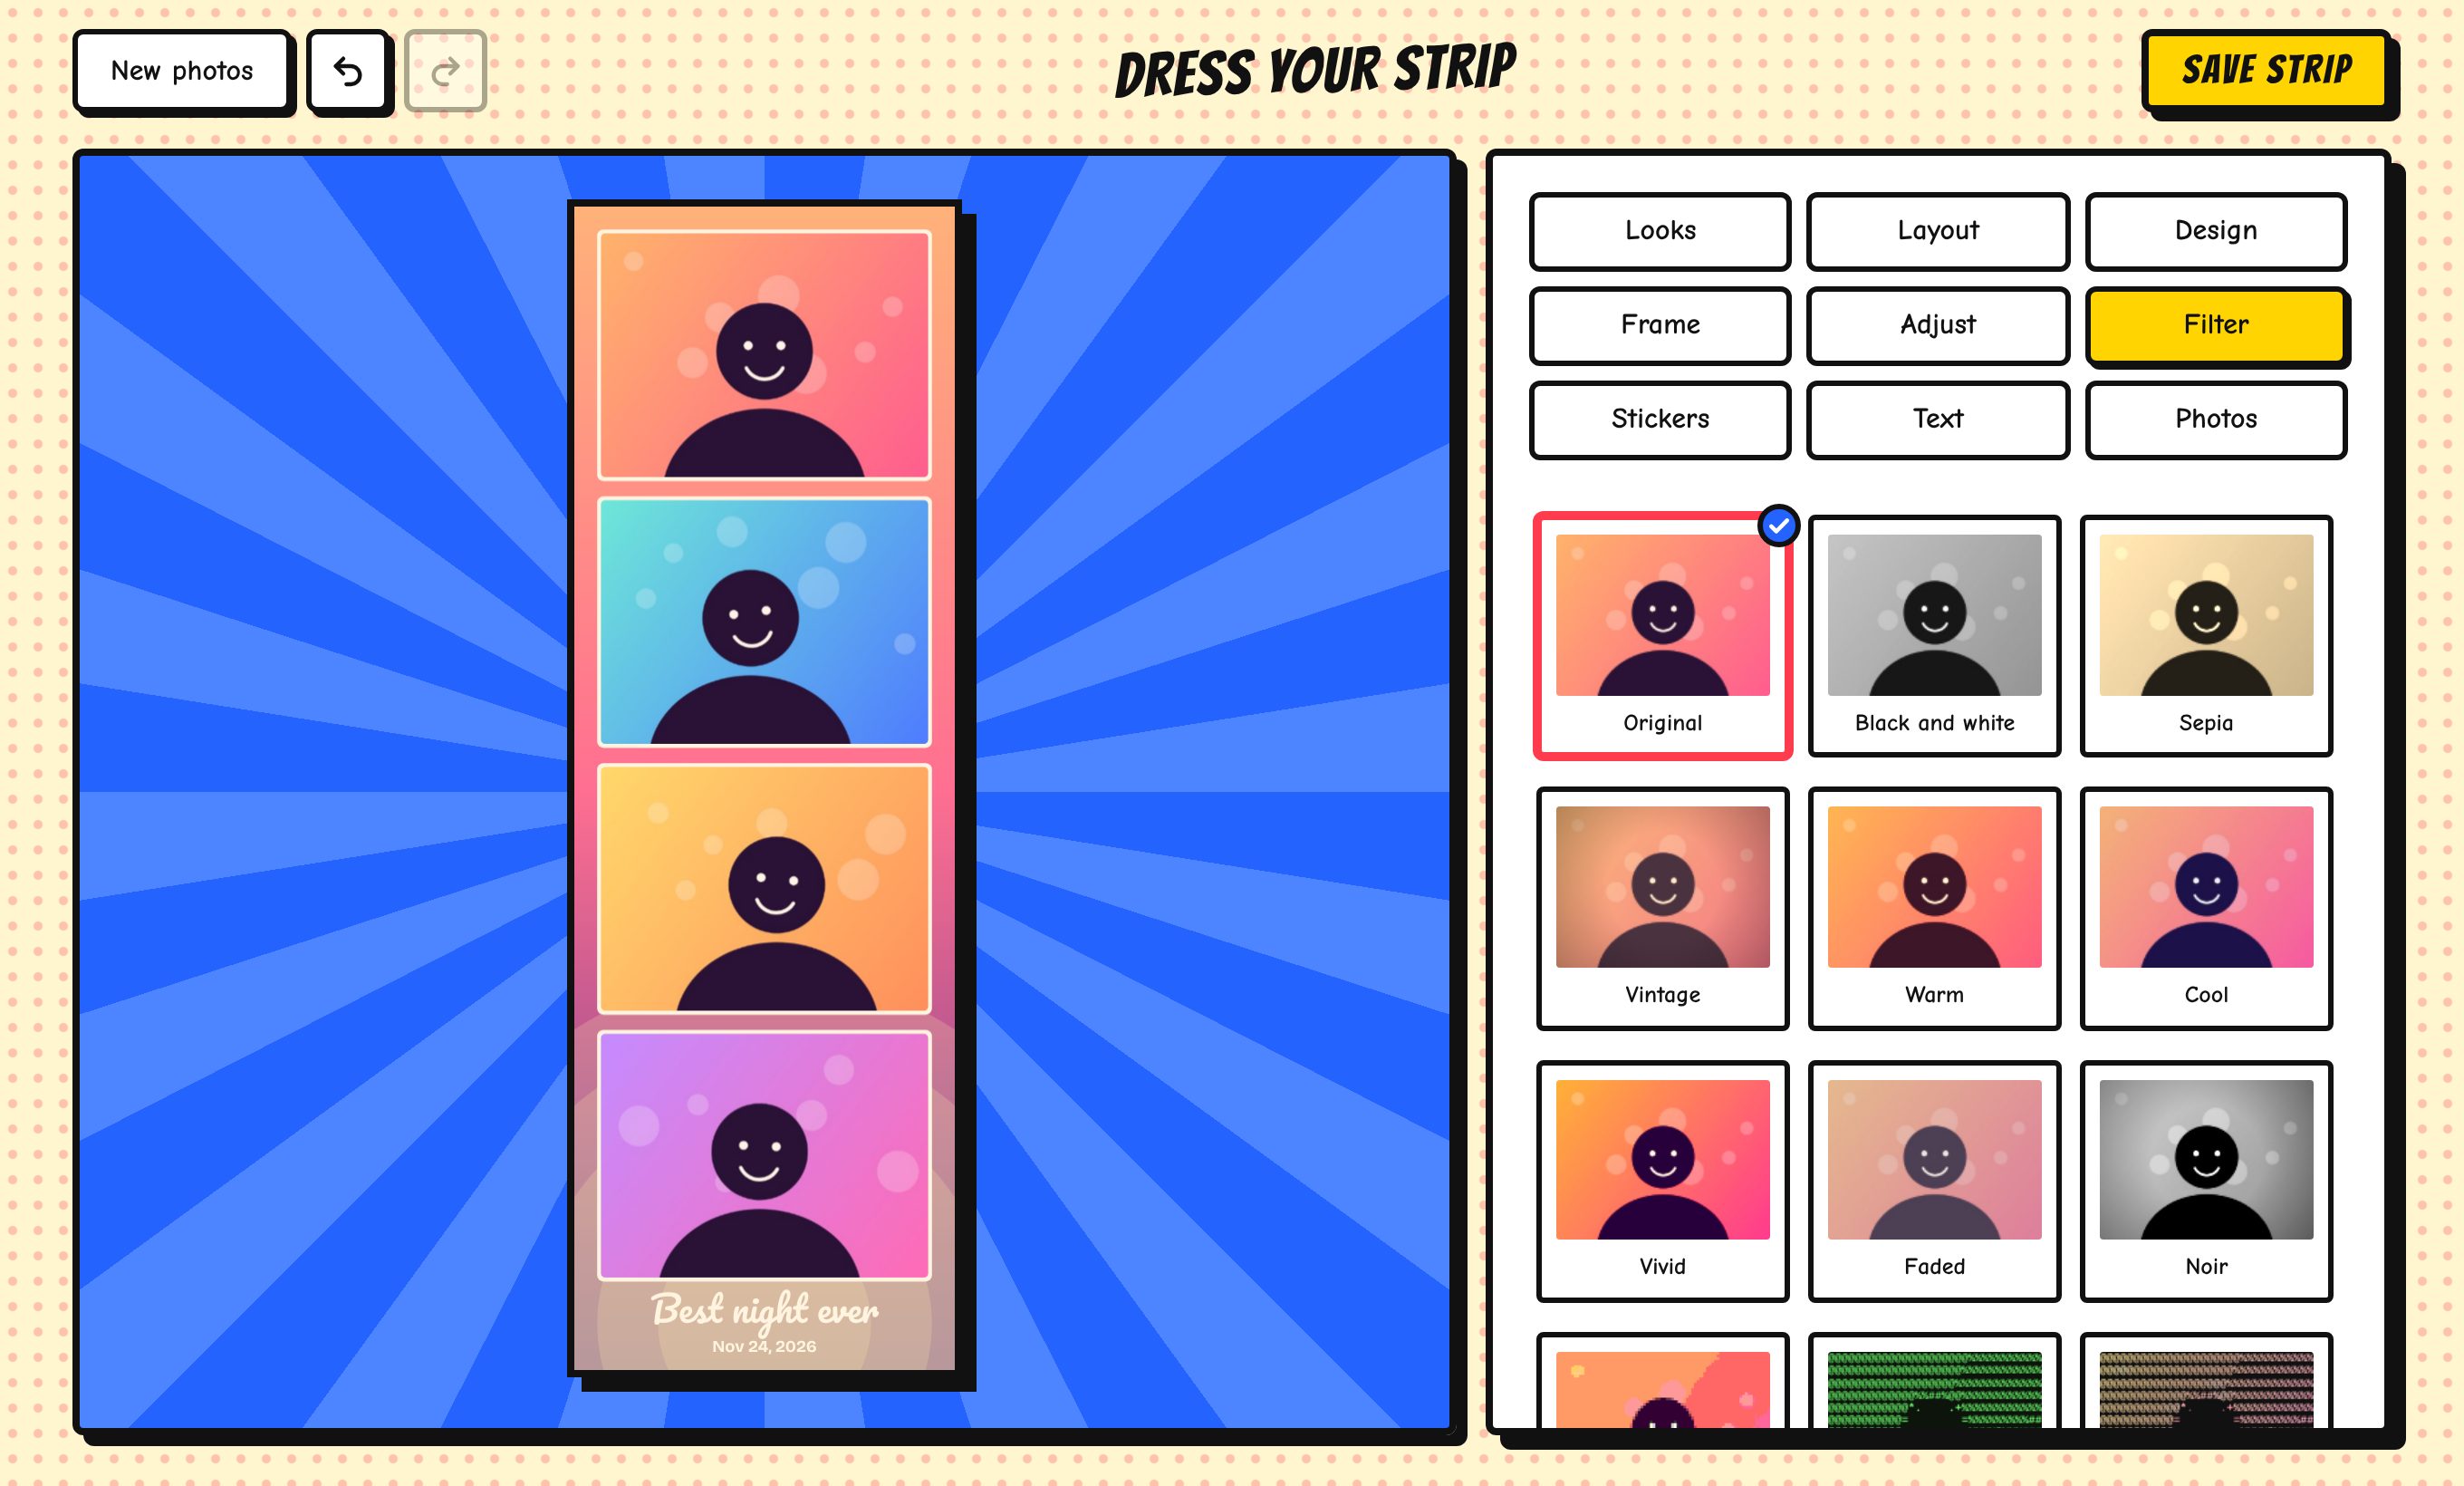 New photos
DRESS YOUR STRIP
SAVE STRIP
Looks
Layout
Design
Frame
Adjust
Filter
Stickers
Text
Photos
Original
Black and white
Sepia
Vintage
Warm
Cool
Vivid
Faded
Noir
Best night ever
Nov 24, 2026